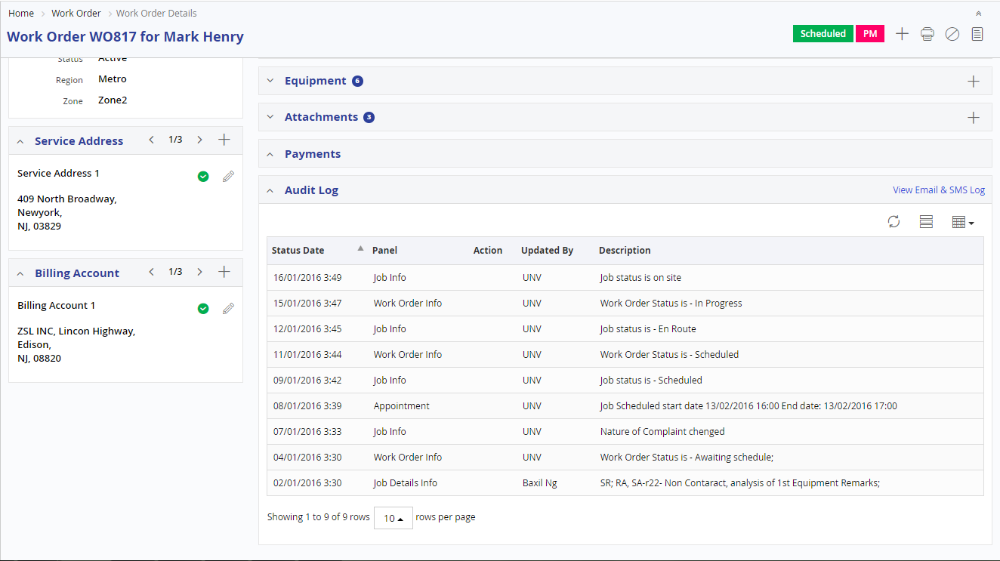 Home > Work Order > Work Order Details
Work Order WO817 for Mark Henry
Scheduled PM
Status Active
Region Metro
Zone Zone2
Service Address 1/3
Service Address 1
409 North Broadway,
Newyork,
NJ, 03829
Billing Account 1/3
Billing Account 1
ZSL INC, Lincon Highway,
Edison,
NJ, 08820
Equipment 6
Attachments 3
Payments
Audit Log View Email & SMS Log
Status Date Panel Action Updated By Description
16/01/2016 3:49 Job Info UNV Job status is on site
15/01/2016 3:47 Work Order Info UNV Work Order Status is - In Progress
12/01/2016 3:45 Job Info UNV Job status is - En Route
11/01/2016 3:44 Work Order Info UNV Work Order Status is - Scheduled
09/01/2016 3:42 Job Info UNV Job status is - Scheduled
08/01/2016 3:39 Appointment UNV Job Scheduled start date 13/02/2016 16:00 End date: 13/02/2016 17:00
07/01/2016 3:33 Job Info UNV Nature of Complaint chenged
04/01/2016 3:30 Work Order Info UNV Work Order Status is - Awaiting schedule;
02/01/2016 3:30 Job Details Info Baxil Ng SR; RA, SA-r22- Non Contaract, analysis of 1st Equipment Remarks;
Showing 1 to 9 of 9 rows 10 rows per page